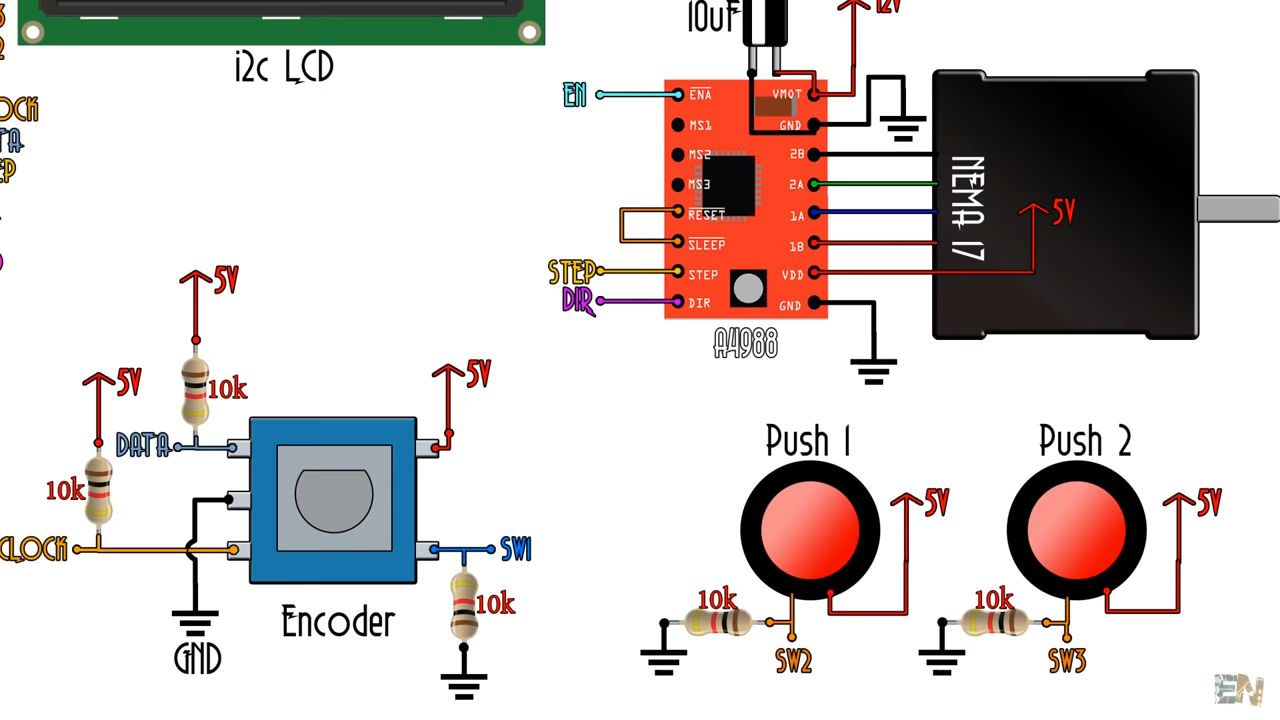 10uF
12V
i2c LCD
EN
ENA
VMOT
MS1
GND
MS2
2B
MS3
2A
RESET
1A
SLEEP
1B
STEP
STEP
VDD
DIR
DIR
GND
A4988
NEMA 17
5V
5V
10k
5V
DATA
10k
CLOCK
5V
SW1
10k
Encoder
GND
Push 1
5V
10k
SW2
Push 2
5V
10k
SW3
EN